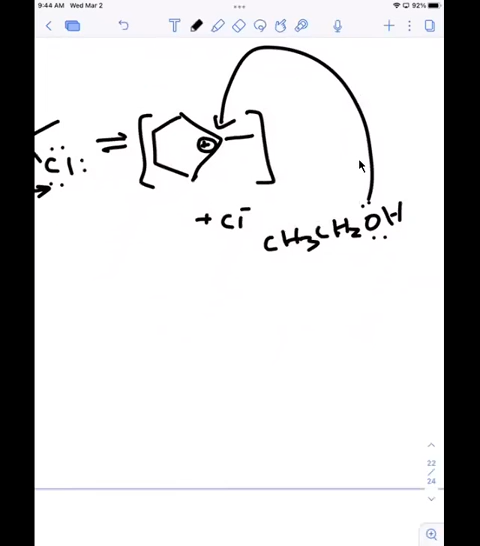 9:44 AM Wed Mar 2
92%
T
:Cl: ⇌ [ ⊕ ]
+ Cl⁻
CH₃CH₂OH
22
/
24